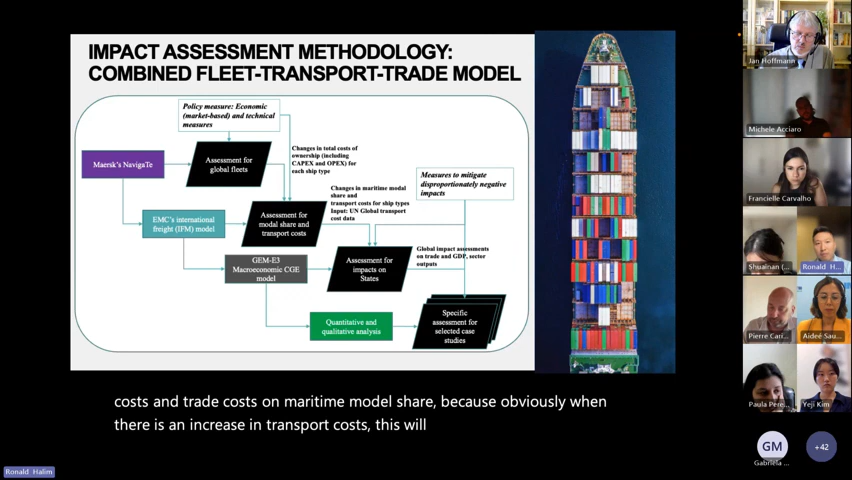 IMPACT ASSESSMENT METHODOLOGY:
COMBINED FLEET-TRANSPORT-TRADE MODEL
Policy measure: Economic
(market-based) and technical
measures
Maersk's NavigaTe
Assessment for
global fleets
Changes in total costs of
ownership (including
CAPEX and OPEX) for
each ship type
Measures to mitigate
disproportionately negative
impacts
Changes in maritime modal
share and
transport costs for ship types
Input: UN Global transport
cost data
EMC's international
freight (IFM) model
Assessment for
modal share and
transport costs
GEM-E3
Macroeconomic CGE
model
Assessment for
impacts on
States
Global impact assessments
on trade and GDP, sector
outputs
Quantitative and
qualitative analysis
Specific
assessment for
selected case
studies
costs and trade costs on maritime model share, because obviously when
there is an increase in transport costs, this will
Ronald Halim
Jan Hoffmann
Michele Acciaro
Francielle Carvalho
Shualnan (...
Ronald H...
Pierre Cari...
Aideé Sau...
Paula Pere...
Yeji Kim
GM
Gabriela ...
+42